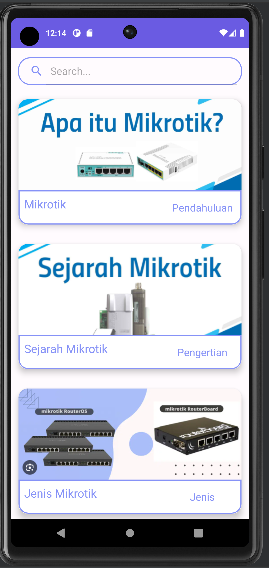 12:14
Search...
Apa itu Mikrotik?
Mikrotik
Pendahuluan
Sejarah Mikrotik
Sejarah Mikrotik
Pengertian
mikrotik RouterOS
mikrotik RouterBoard
Jenis Mikrotik
Jenis